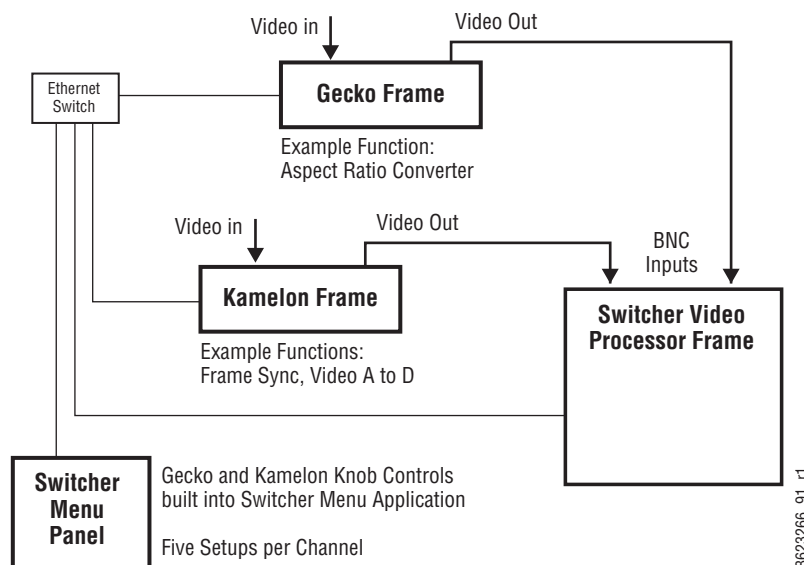 Video in
Video Out
Ethernet
Switch
Gecko Frame
Example Function:
Aspect Ratio Converter
Video in
Video Out
BNC
Inputs
Kamelon Frame
Switcher Video
Processor Frame
Example Functions:
Frame Sync, Video A to D
Switcher
Menu
Panel
Gecko and Kamelon Knob Controls
built into Switcher Menu Application
Five Setups per Channel
8623266_91_r1